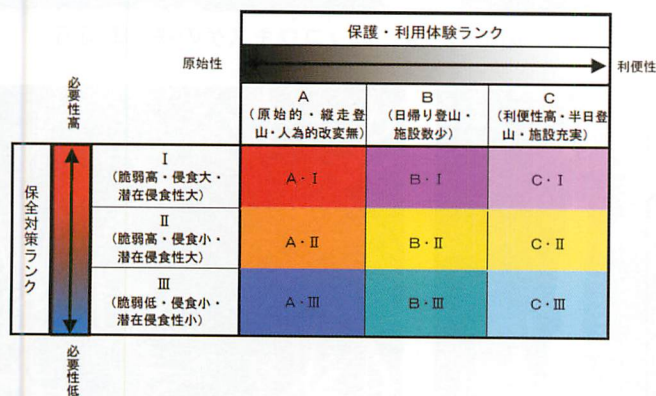 保護・利用体験ランク
原始性
利便性
必要性高
A
(原始的・縦走登
山・人為的改変無)
B
(日帰り登山・
施設数少)
C
(利便性高・半日登
山・施設充実)
保全対策ランク
Ⅰ
(脆弱高・侵食大・
潜在侵食性大)
A・Ⅰ
B・Ⅰ
C・Ⅰ
Ⅱ
(脆弱高・侵食小・
潜在侵食性大)
A・Ⅱ
B・Ⅱ
C・Ⅱ
Ⅲ
(脆弱低・侵食小・
潜在侵食性小)
A・Ⅲ
B・Ⅲ
C・Ⅲ
必要性低